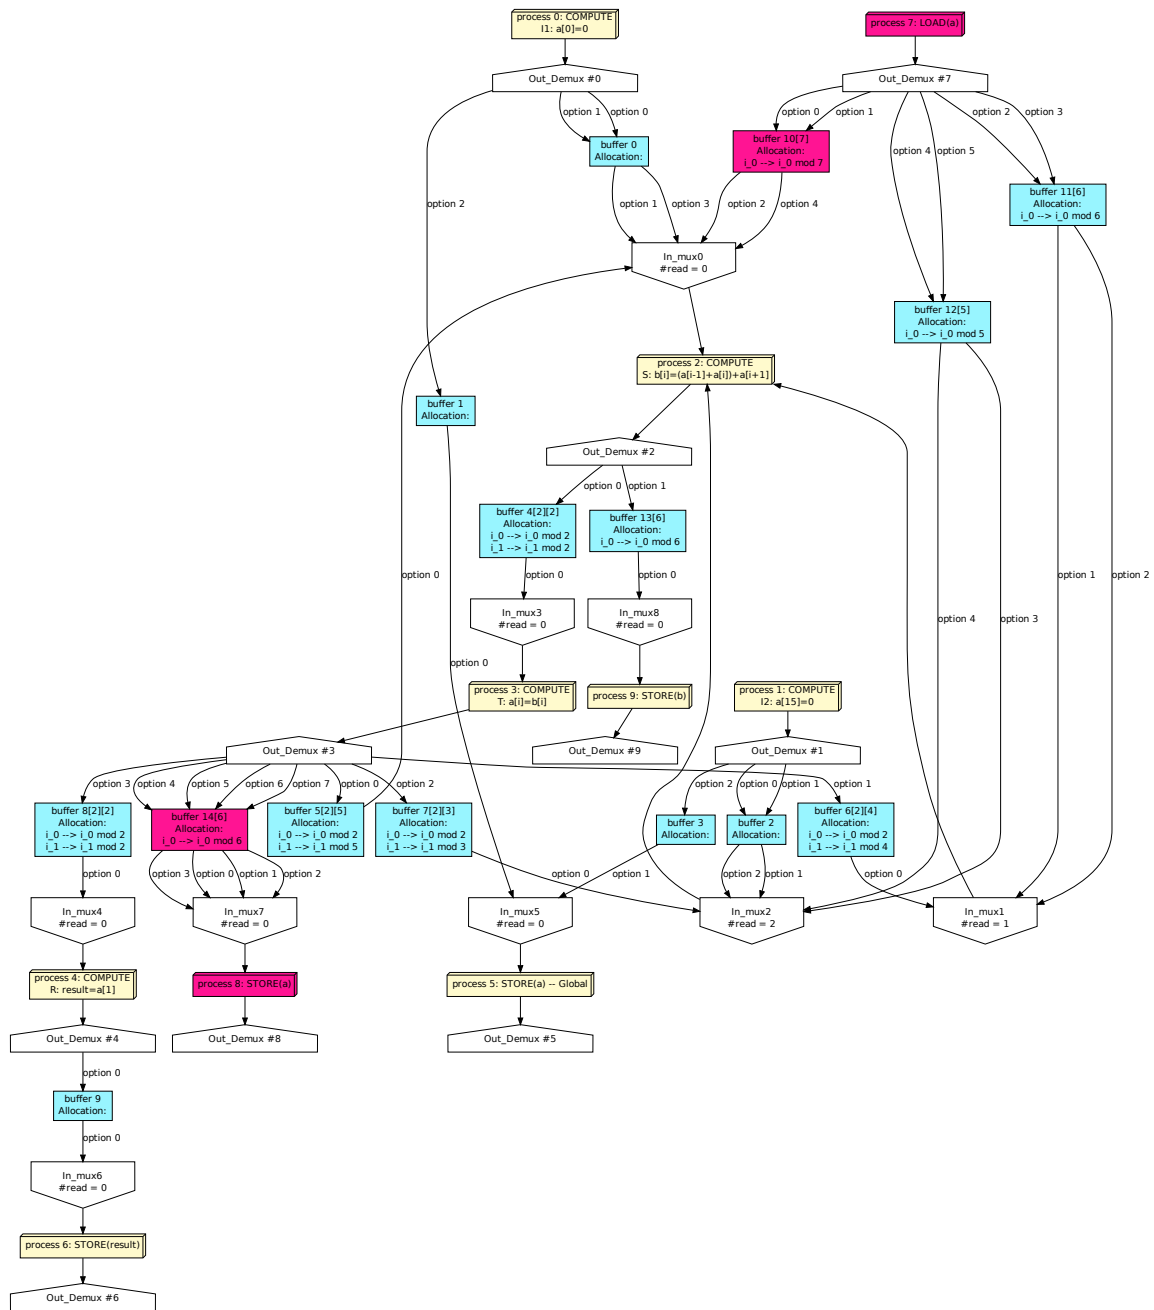 process 0: COMPUTE
I1: a[0]=0
process 7: LOAD(a)
Out_Demux #0
Out_Demux #7
option 1
option 0
option 0
option 1
option 2
option 3
buffer 0
Allocation:
buffer 10[7]
Allocation:
i_0 --> i_0 mod 7
option 4
option 5
buffer 11[6]
Allocation:
i_0 --> i_0 mod 6
option 2
option 1
option 3
option 2
option 4
In_mux0
#read = 0
buffer 12[5]
Allocation:
i_0 --> i_0 mod 5
process 2: COMPUTE
S: b[i]=(a[i-1]+a[i])+a[i+1]
buffer 1
Allocation:
Out_Demux #2
option 0
option 1
buffer 4[2][2]
Allocation:
i_0 --> i_0 mod 2
i_1 --> i_1 mod 2
buffer 13[6]
Allocation:
i_0 --> i_0 mod 6
option 0
option 0
option 0
option 1
option 2
In_mux3
#read = 0
In_mux8
#read = 0
option 4
option 3
option 0
process 3: COMPUTE
T: a[i]=b[i]
process 9: STORE(b)
process 1: COMPUTE
I2: a[15]=0
Out_Demux #3
Out_Demux #9
Out_Demux #1
option 3
option 4
option 5
option 6
option 7
option 0
option 2
option 2
option 0
option 1
option 1
buffer 8[2][2]
Allocation:
i_0 --> i_0 mod 2
i_1 --> i_1 mod 2
buffer 14[6]
Allocation:
i_0 --> i_0 mod 6
buffer 5[2][5]
Allocation:
i_0 --> i_0 mod 2
i_1 --> i_1 mod 5
buffer 7[2][3]
Allocation:
i_0 --> i_0 mod 2
i_1 --> i_1 mod 3
buffer 3
Allocation:
buffer 2
Allocation:
buffer 6[2][4]
Allocation:
i_0 --> i_0 mod 2
i_1 --> i_1 mod 4
option 0
option 3
option 0
option 1
option 2
option 0
option 1
option 2
option 1
option 0
In_mux4
#read = 0
In_mux7
#read = 0
In_mux5
#read = 0
In_mux2
#read = 2
In_mux1
#read = 1
process 4: COMPUTE
R: result=a[1]
process 8: STORE(a)
process 5: STORE(a) -- Global
Out_Demux #4
Out_Demux #8
Out_Demux #5
option 0
buffer 9
Allocation:
option 0
In_mux6
#read = 0
process 6: STORE(result)
Out_Demux #6